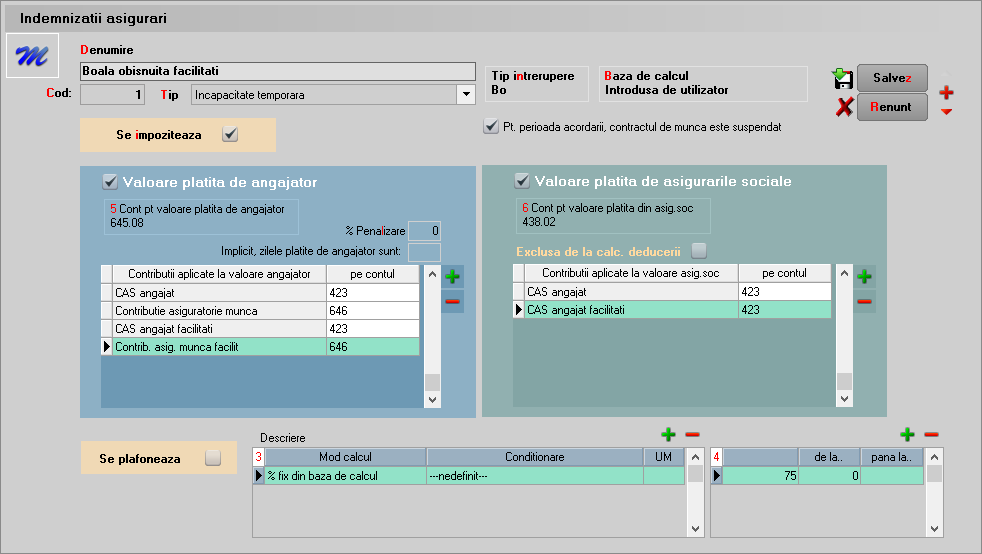 Indemnizatii asigurari
Denumire
Boala obisnuita facilitati
Cod: 1 Tip Incapacitate temporara
Tip intrerupere
Bo
Baza de calcul
Introdusa de utilizator
Salvez
Renunt
Se impoziteaza
Pt. perioada acordarii, contractul de munca este suspendat
Valoare platita de angajator
5 Cont pt valoare platita de angajator
645.08
% Penalizare 0
Implicit, zilele platite de angajator sunt:
Contributii aplicate la valoare angajator pe contul
CAS angajat 423
Contributie asiguratorie munca 646
CAS angajat facilitati 423
Contrib. asig. munca facilit 646
Valoare platita de asigurarile sociale
6 Cont pt valoare platita din asig.soc
438.02
Exclusa de la calc. deducerii
Contributii aplicate la valoare asig.soc pe contul
CAS angajat 423
CAS angajat facilitati 423
Se plafoneaza
Descriere
3 Mod calcul Conditionare UM
% fix din baza de calcul ---nedefinit---
4 de la.. pana la..
75 0